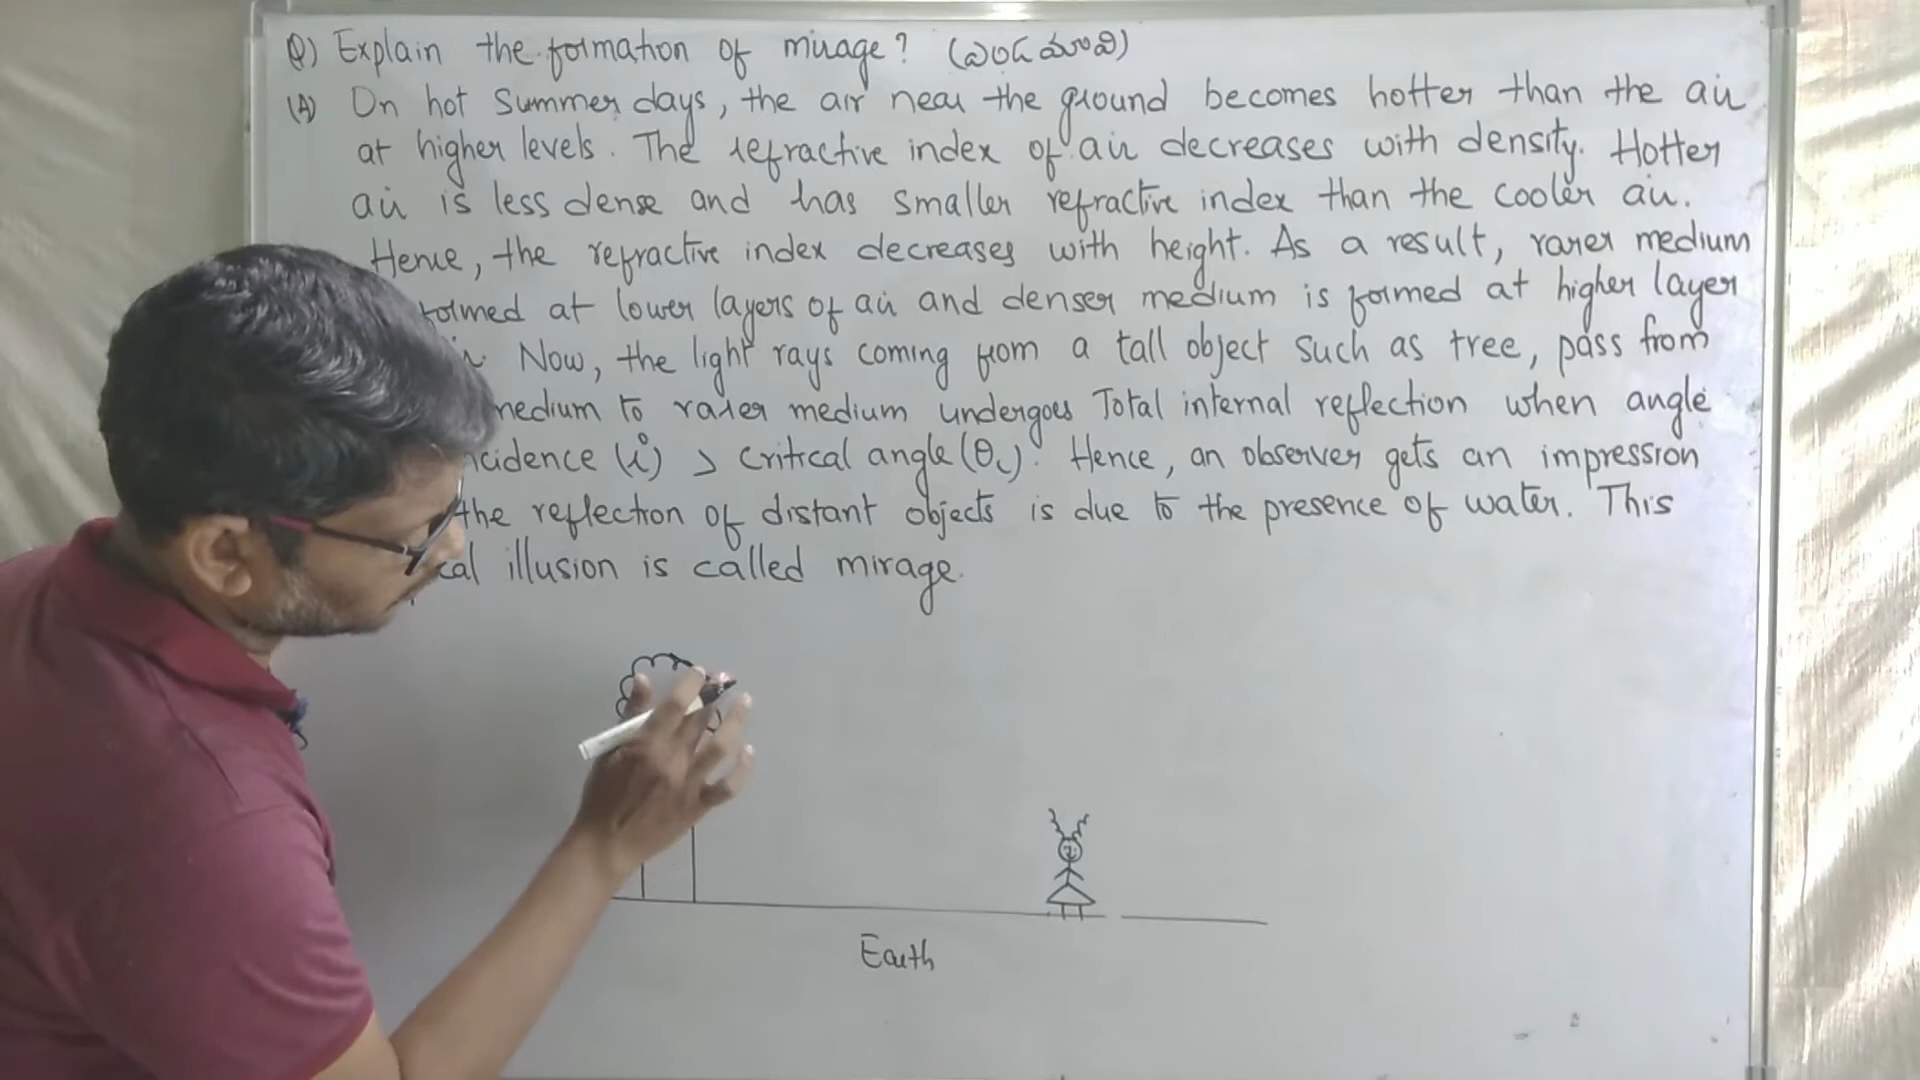 Q) Explain the formation of mirage? (ఎండమావి)
(A) On hot summer days, the air near the ground becomes hotter than the air
at higher levels. The refractive index of air decreases with density. Hotter
air is less dense and has smaller refractive index than the cooler air.
Hence, the refractive index decreases with height. As a result, rarer medium
formed at lower layers of air and denser medium is formed at higher layer
Now, the light rays coming from a tall object such as tree, pass from
medium to rarer medium undergoes Total internal reflection when angle
cidence (i) > critical angle (θc). Hence, an observer gets an impression
the reflection of distant objects is due to the presence of water. This
cal illusion is called mirage.
Earth